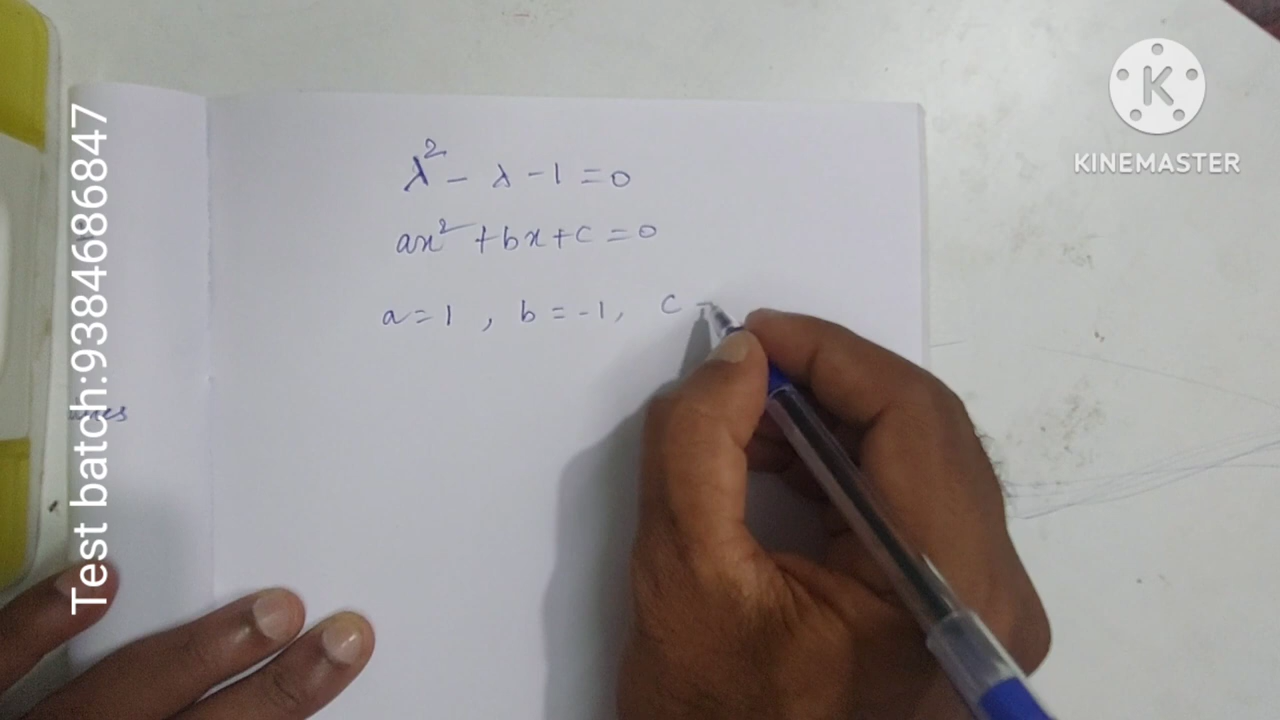 λ² - λ - 1 = 0
ax² + bx + c = 0
a = 1 , b = -1, c =
Test batch:9384686847
K
KINEMASTER